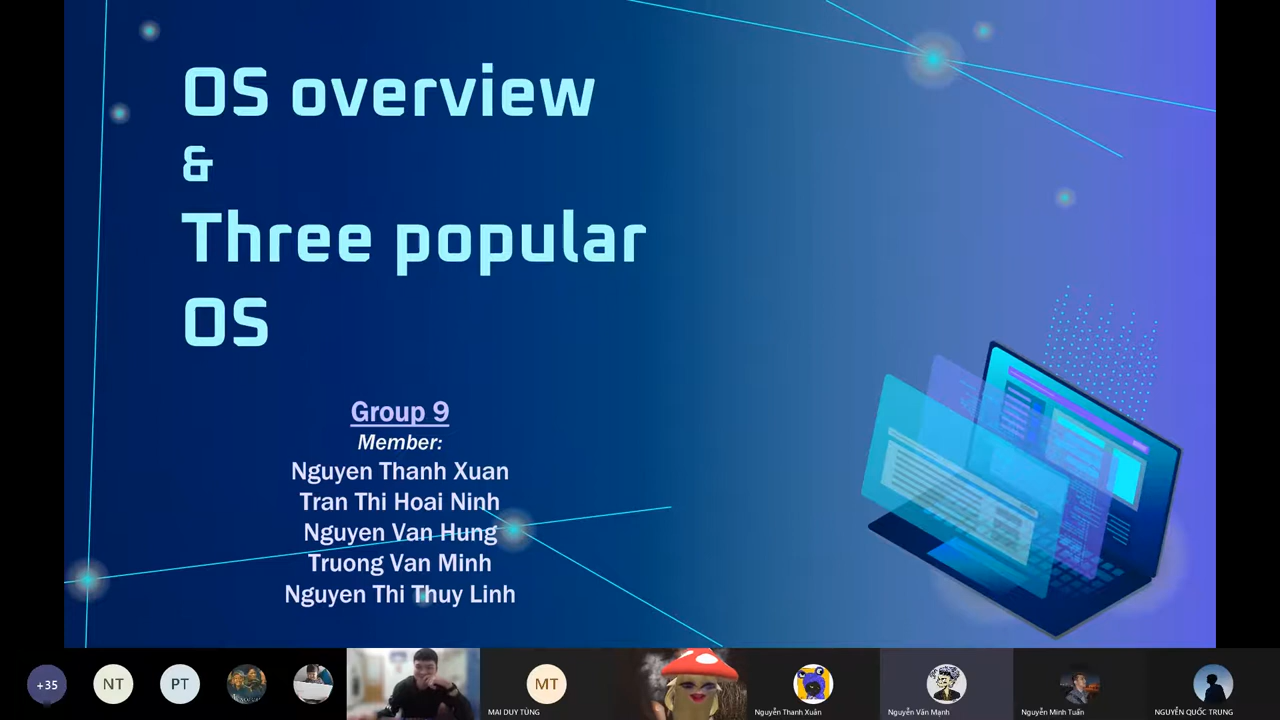 OS overview
&
Three popular
OS
Group 9
Member:
Nguyen Thanh Xuan
Tran Thi Hoai Ninh
Nguyen Van Hung
Truong Van Minh
Nguyen Thi Thuy Linh
+35
NT
PT
MT
MAI DUY TÙNG
Nguyễn Thanh Xuân
Nguyễn Văn Mạnh
Nguyễn Minh Tuấn
NGUYỄN QUỐC TRUNG